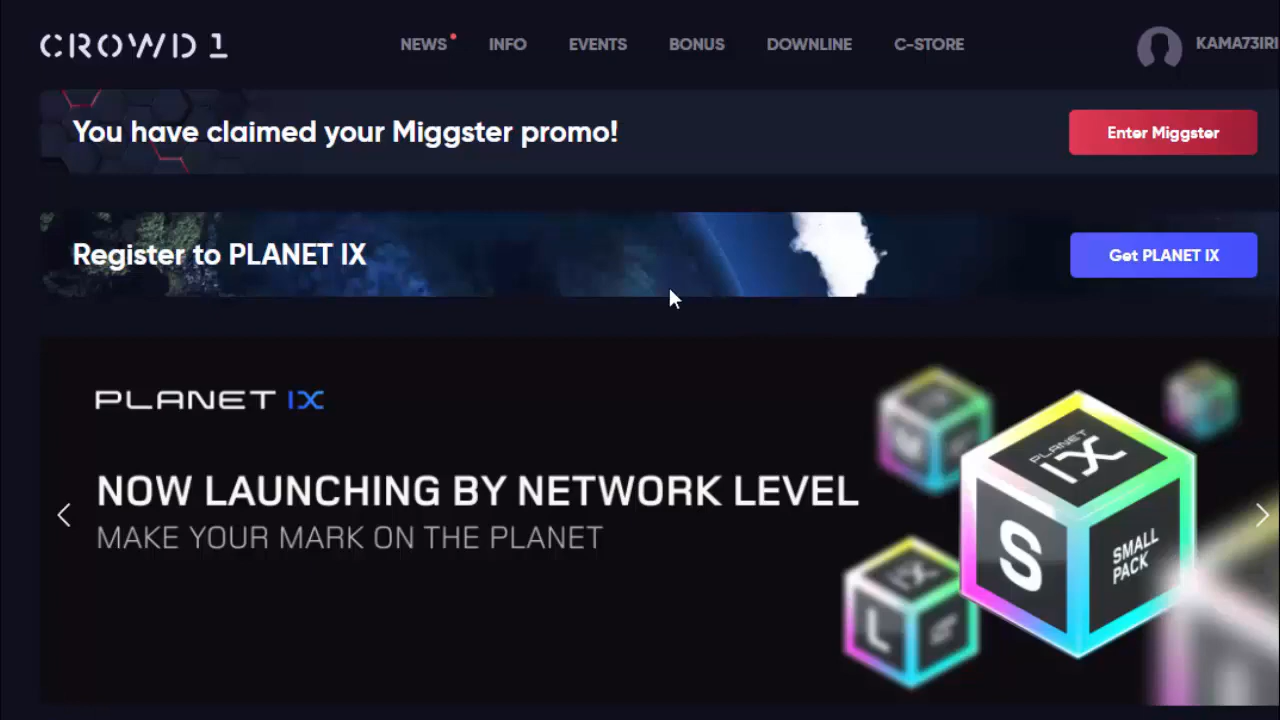 CROWD 1
NEWS INFO EVENTS BONUS DOWNLINE C-STORE
KAMA73IRI
You have claimed your Miggster promo!
Enter Miggster
Register to PLANET IX
Get PLANET IX
PLANET IX
NOW LAUNCHING BY NETWORK LEVEL
MAKE YOUR MARK ON THE PLANET
PLANET
IX
S
SMALL
PACK
IX
L